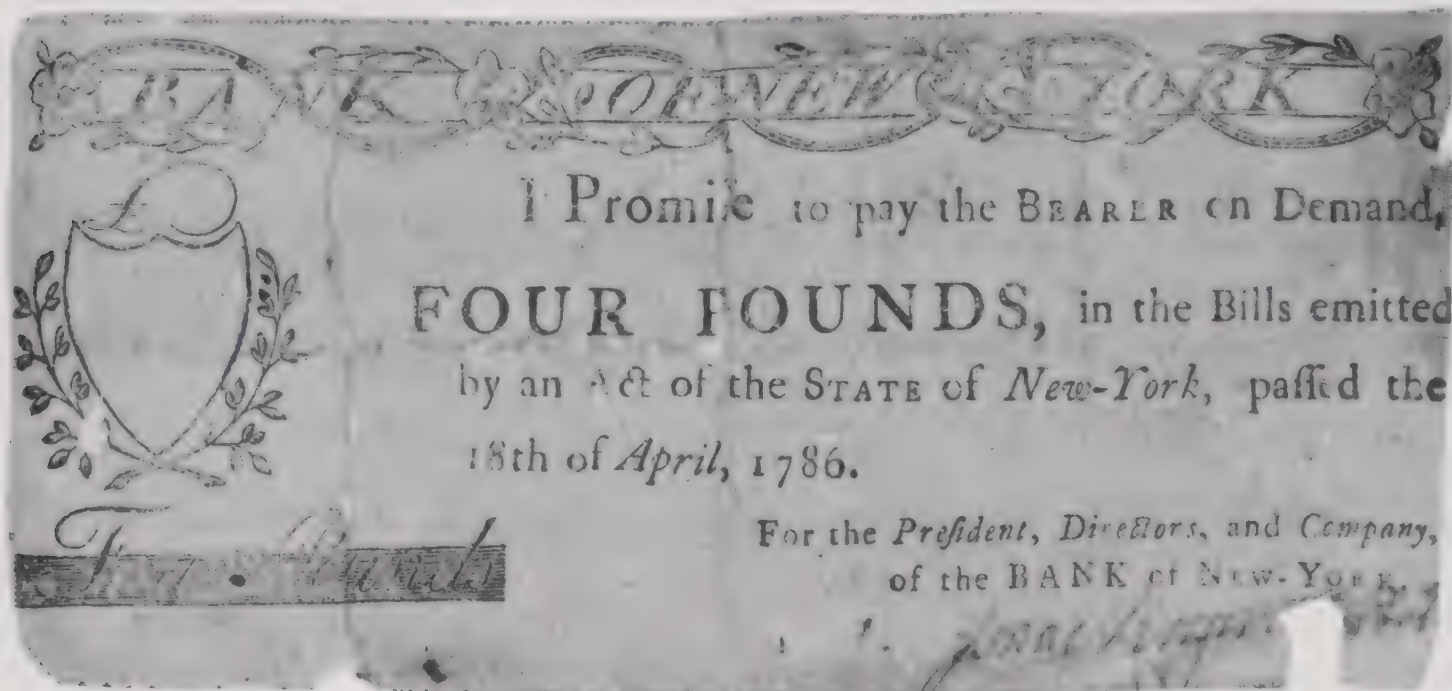 BANK OF NEW YORK
£
I Promiſe to pay the BEARER on Demand,
FOUR POUNDS, in the Bills emitted
by an Act of the STATE of New-York, paſſed the
18th of April, 1786.
Four Pounds
For the Preſident, Directors, and Company,
of the BANK of NEW-YORK.